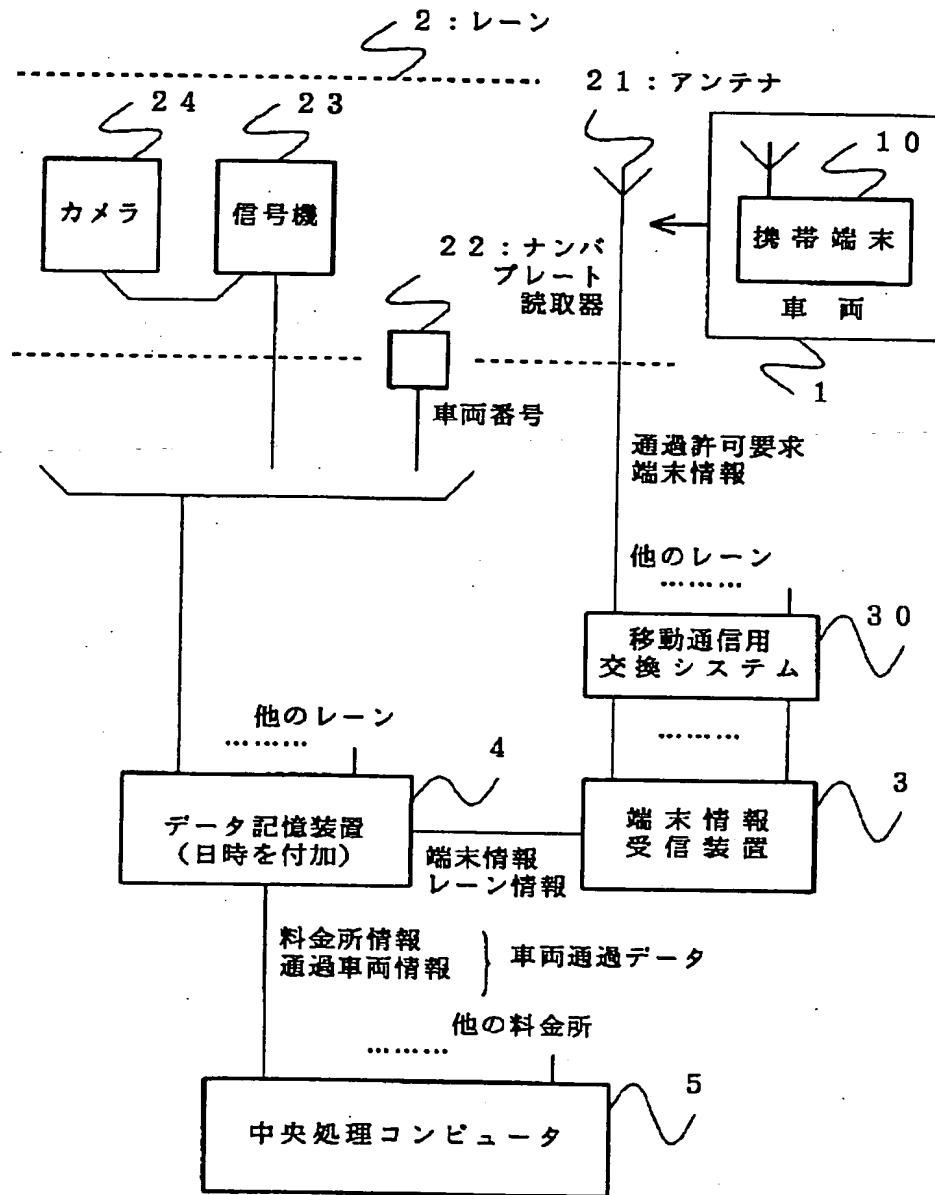 2：レーン
24
23
21：アンテナ
10
カメラ
信号機
携帯端末
22：ナンバ
プレート
読取器
車両
1
車両番号
通過許可要求
端末情報
他のレーン
………
30
移動通信用
交換システム
他のレーン
………
………
4
3
データ記憶装置
（日時を付加）
端末情報
受信装置
端末情報
レーン情報
料金所情報
通過車両情報
車両通過データ
他の料金所
………
5
中央処理コンピュータ